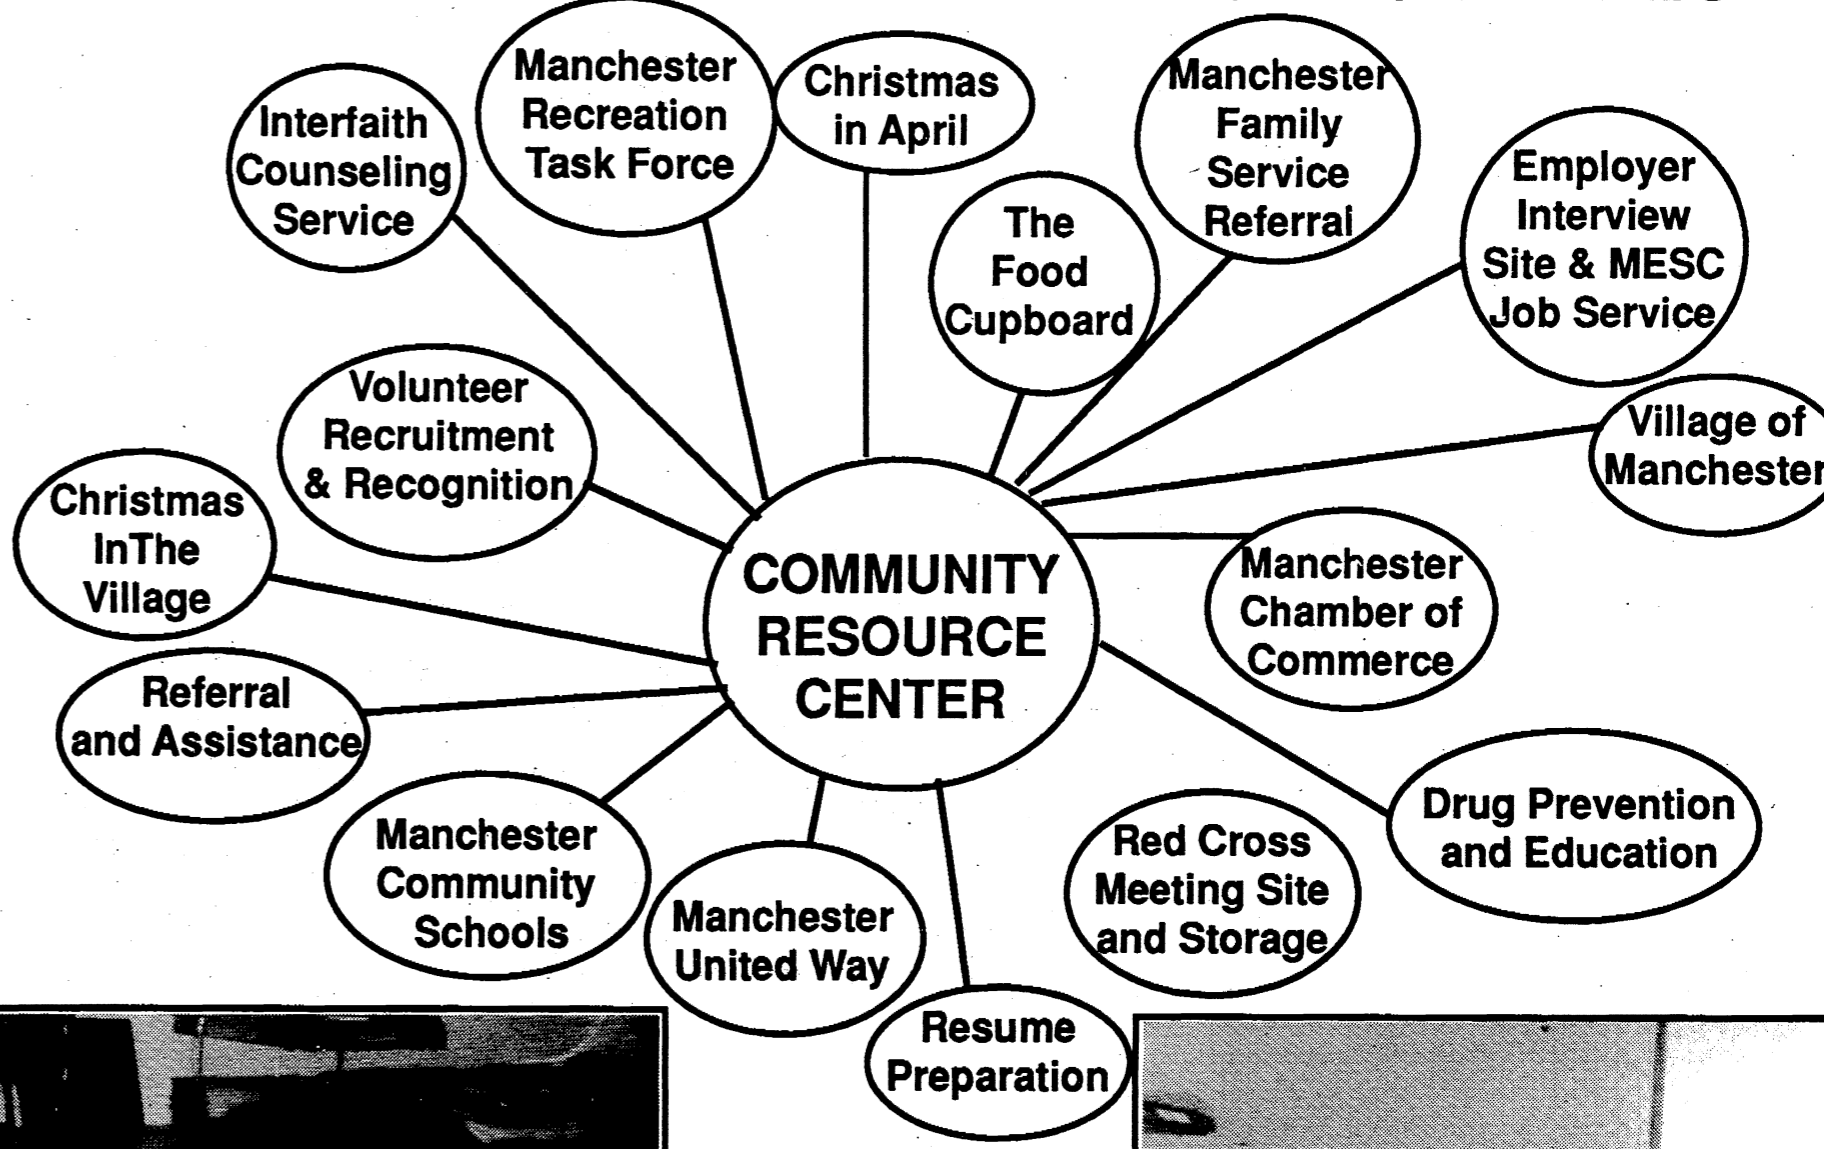 Interfaith
Counseling
Service
Manchester
Recreation
Task Force
Christmas
in April
The
Food
Cupboard
Manchester
Family
Service
Referral
Employer
Interview
Site & MESC
Job Service
Village of
Manchester
Volunteer
Recruitment
& Recognition
Christmas
InThe
Village
COMMUNITY
RESOURCE
CENTER
Manchester
Chamber of
Commerce
Referral
and Assistance
Manchester
Community
Schools
Manchester
United Way
Resume
Preparation
Red Cross
Meeting Site
and Storage
Drug Prevention
and Education